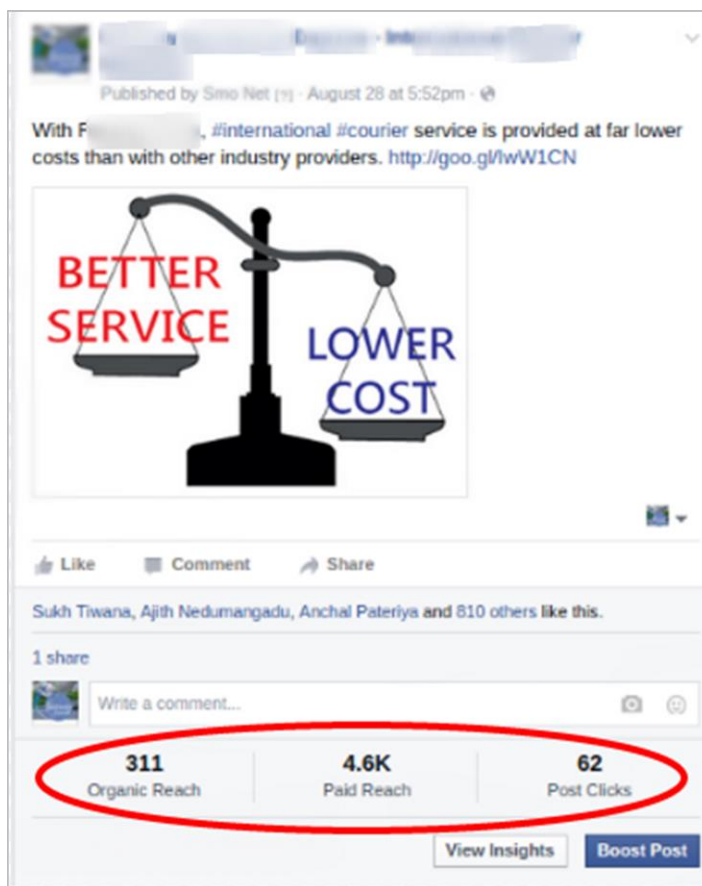 Published by Smo Net [?] · August 28 at 5:52pm ·
With F , #international #courier service is provided at far lower
costs than with other industry providers. http://goo.gl/IwW1CN
BETTER
SERVICE
LOWER
COST
Like Comment Share
Sukh Tiwana, Ajith Nedumangadu, Anchal Pateriya and 810 others like this.
1 share
Write a comment...
311 4.6K 62
Organic Reach Paid Reach Post Clicks
View Insights Boost Post